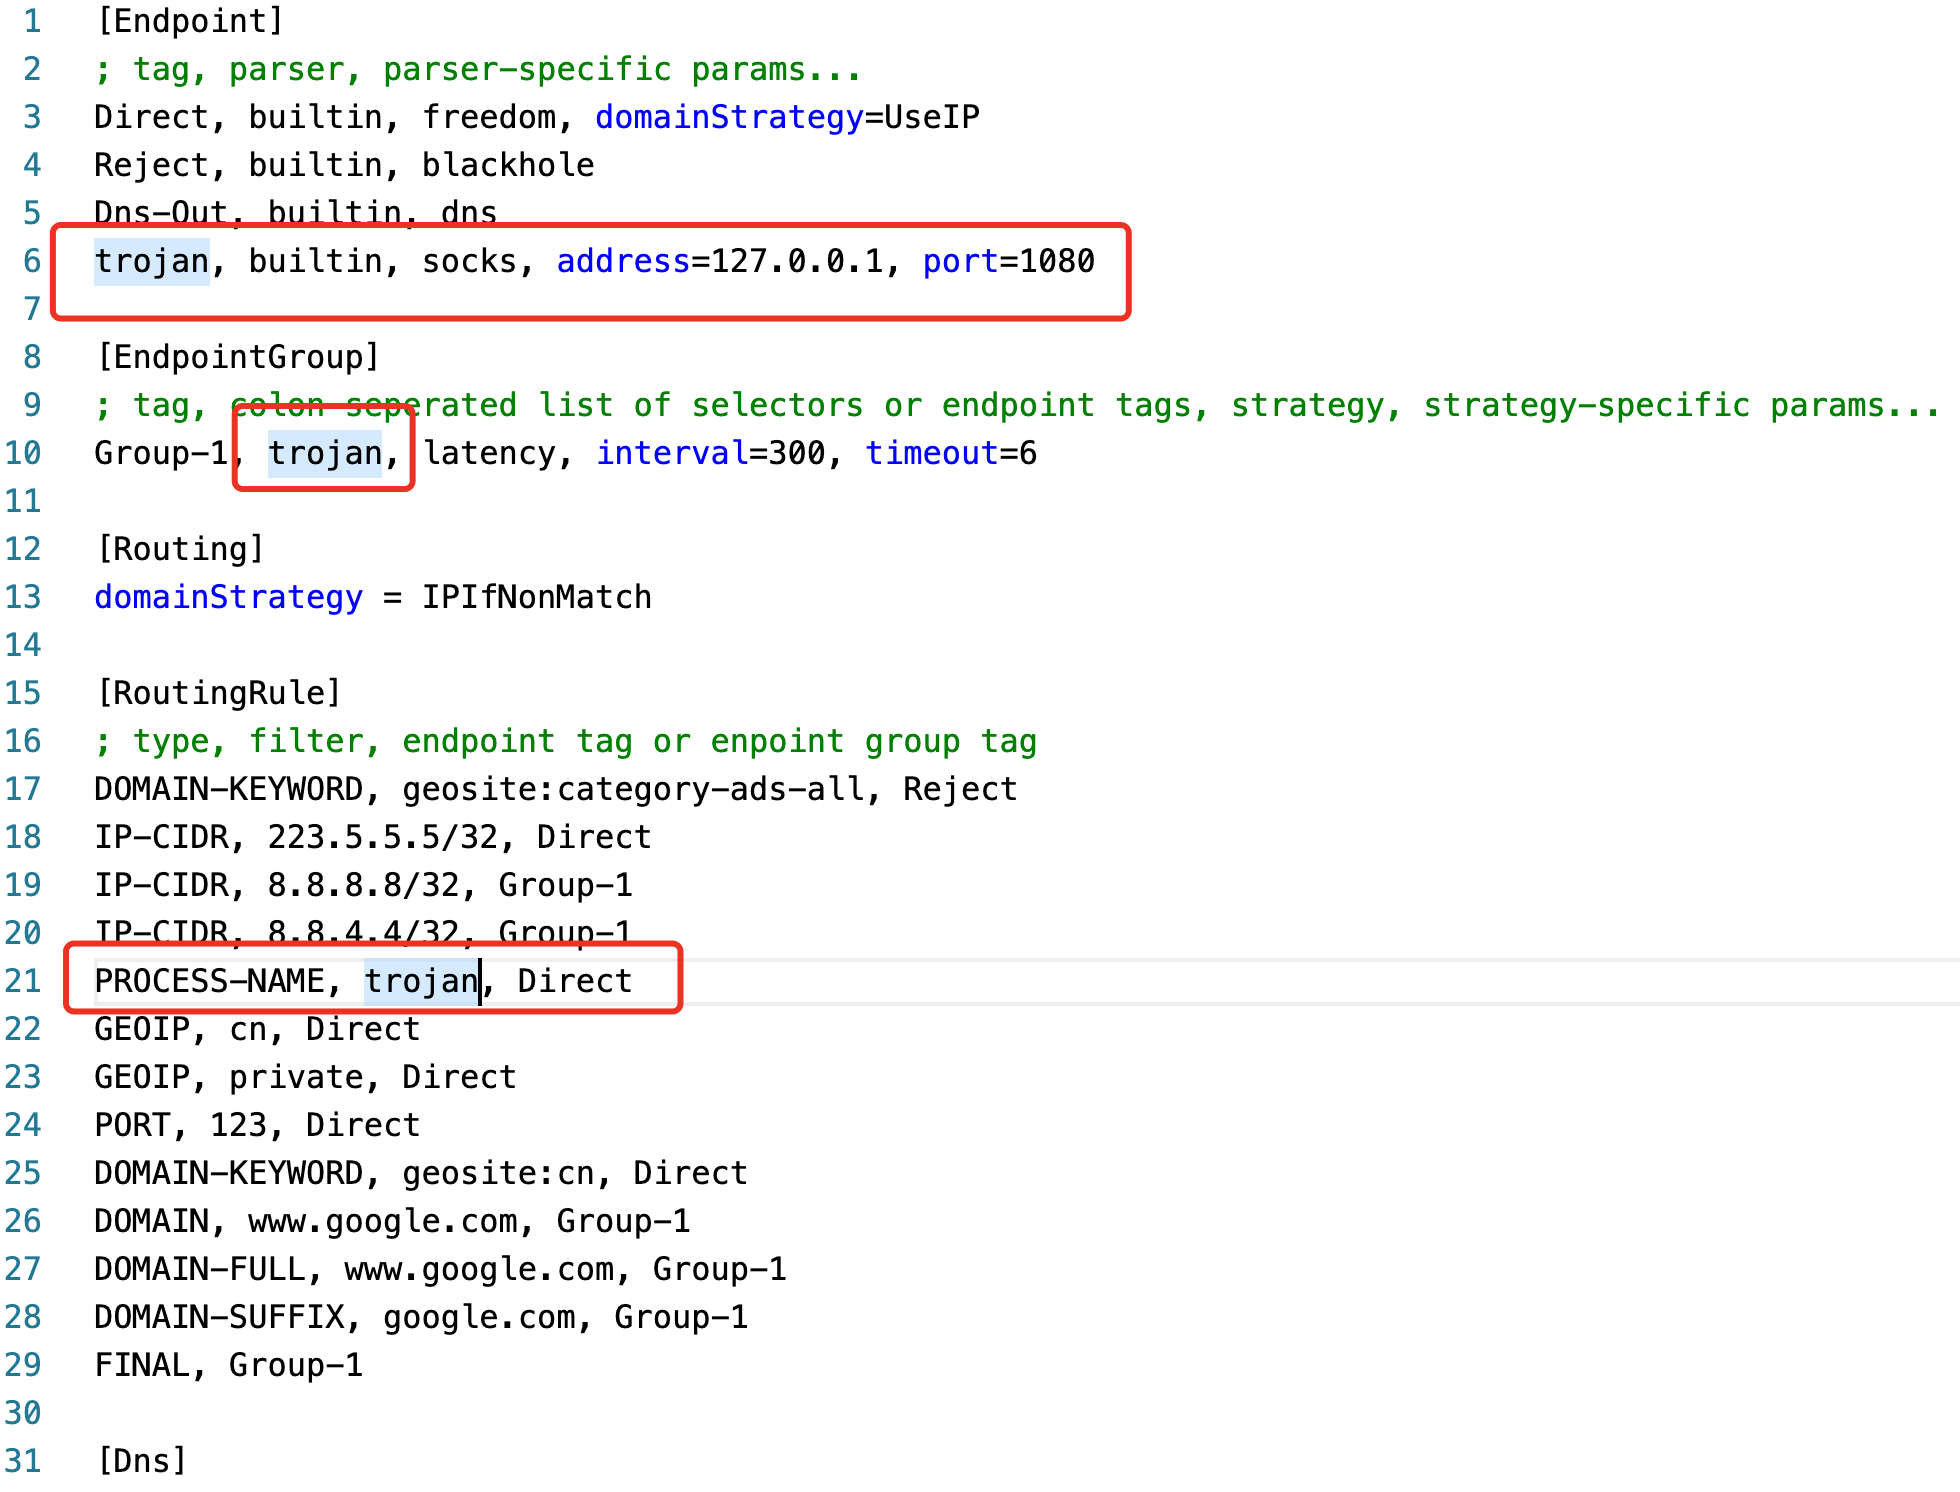 1 [Endpoint]
2 ; tag, parser, parser-specific params...
3 Direct, builtin, freedom, domainStrategy=UseIP
4 Reject, builtin, blackhole
5 Dns-Out, builtin, dns
6 trojan, builtin, socks, address=127.0.0.1, port=1080
7
8 [EndpointGroup]
9 ; tag, colon seperated list of selectors or endpoint tags, strategy, strategy-specific params...
10 Group-1, trojan, latency, interval=300, timeout=6
11
12 [Routing]
13 domainStrategy = IPIfNonMatch
14
15 [RoutingRule]
16 ; type, filter, endpoint tag or enpoint group tag
17 DOMAIN-KEYWORD, geosite:category-ads-all, Reject
18 IP-CIDR, 223.5.5.5/32, Direct
19 IP-CIDR, 8.8.8.8/32, Group-1
20 IP-CIDR, 8.8.4.4/32, Group-1
21 PROCESS-NAME, trojan, Direct
22 GEOIP, cn, Direct
23 GEOIP, private, Direct
24 PORT, 123, Direct
25 DOMAIN-KEYWORD, geosite:cn, Direct
26 DOMAIN, www.google.com, Group-1
27 DOMAIN-FULL, www.google.com, Group-1
28 DOMAIN-SUFFIX, google.com, Group-1
29 FINAL, Group-1
30
31 [Dns]